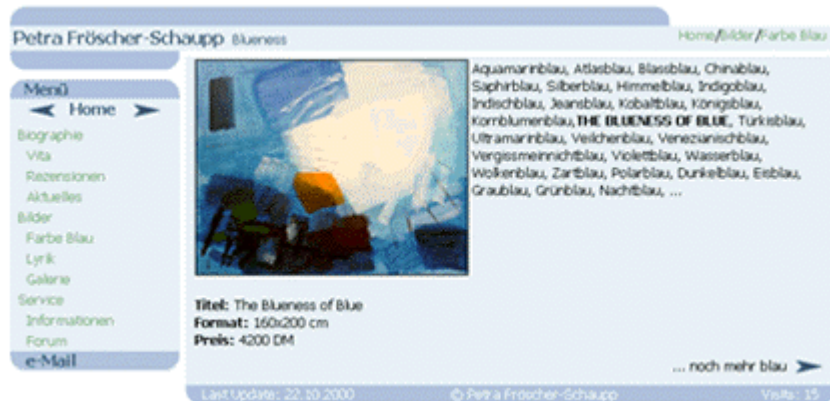 Petra Fröscher-Schaupp Blueness
Home/Bilder/Farbe Blau
Menü
Home
Biographie
Vita
Rezensionen
Aktuelles
Bilder
Farbe Blau
Lyrik
Galerie
Service
Informationen
Forum
e-Mail
Aquamarinblau, Atlasblau, Blassblau, Chinablau,
Saphirblau, Silberblau, Himmelblau, Indigoblau,
Indischblau, Jeansblau, Kobaltblau, Königsblau,
Kornblumenblau,THE BLUENESS OF BLUE, Türkisblau,
Ultramarinblau, Veilchenblau, Venezianischblau,
Vergissmeinnichtblau, Violettblau, Wasserblau,
Wolkenblau, Zartblau, Polarblau, Dunkelblau, Eisblau,
Graublau, Grünblau, Nachtblau, ...
Titel: The Blueness of Blue
Format: 160x200 cm
Preis: 4200 DM
... noch mehr blau
Last Update: 22.10.2000 © Petra Fröscher-Schaupp Visits: 15